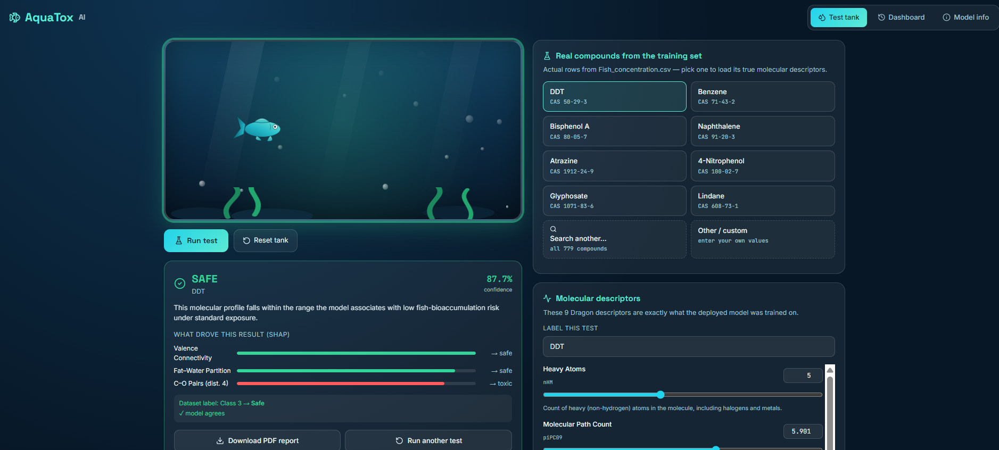 AquaTox AI
Test tank
Dashboard
Model info
Run test
Reset tank
SAFE
DDT
87.7%
confidence
This molecular profile falls within the range the model associates with low fish-bioaccumulation risk
under standard exposure.
WHAT DROVE THIS RESULT (SHAP)
Valence
Connectivity
→ safe
Fat–Water Partition
→ safe
C–O Pairs (dist. 4)
→ toxic
Dataset label: Class 3 → Safe
✓ model agrees
Download PDF report
Run another test
Real compounds from the training set
Actual rows from Fish_concentration.csv — pick one to load its true molecular descriptors.
DDT
CAS 50-29-3
Benzene
CAS 71-43-2
Bisphenol A
CAS 80-05-7
Naphthalene
CAS 91-20-3
Atrazine
CAS 1912-24-9
4-Nitrophenol
CAS 100-02-7
Glyphosate
CAS 1071-83-6
Lindane
CAS 608-73-1
Search another...
all 779 compounds
Other / custom
enter your own values
Molecular descriptors
These 9 Dragon descriptors are exactly what the deployed model was trained on.
LABEL THIS TEST
DDT
Heavy Atoms
nHM
5
Count of heavy (non-hydrogen) atoms in the molecule, including halogens and metals.
Molecular Path Count
piPC09
5.901